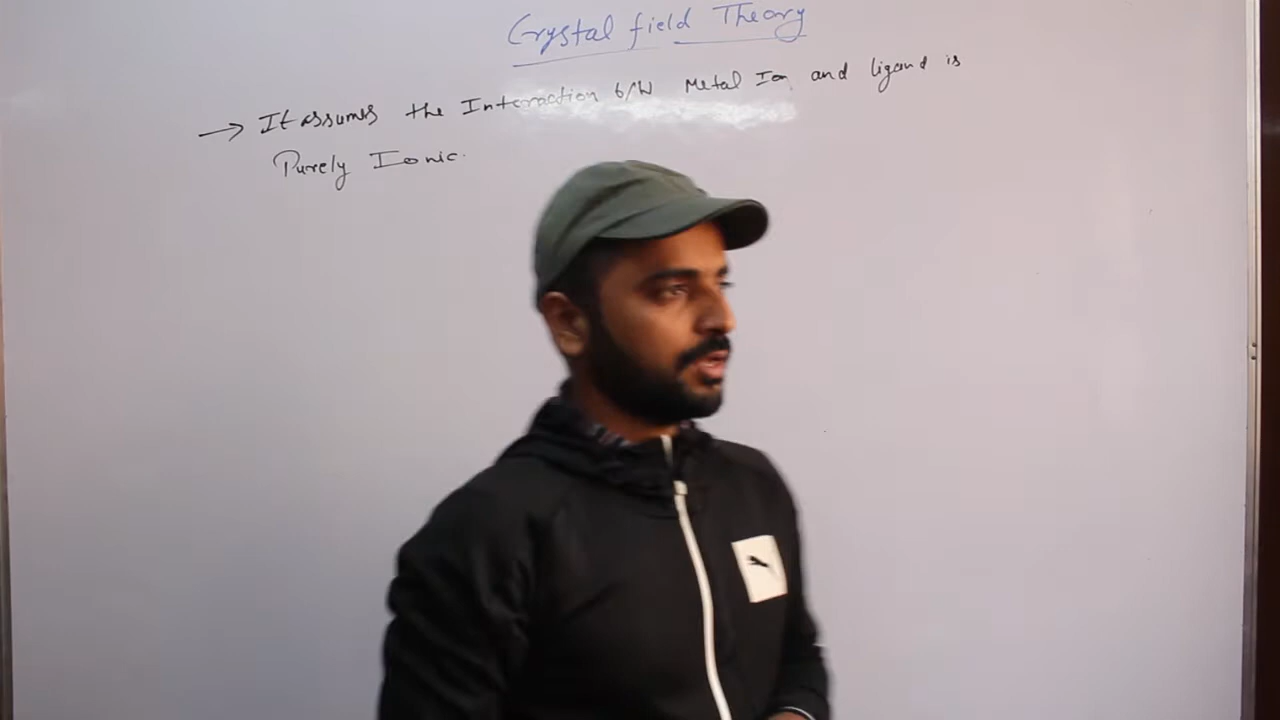 Crystal field Theory
→ It assumes the Interaction b/w Metal Ion and ligand is
Purely Ionic.